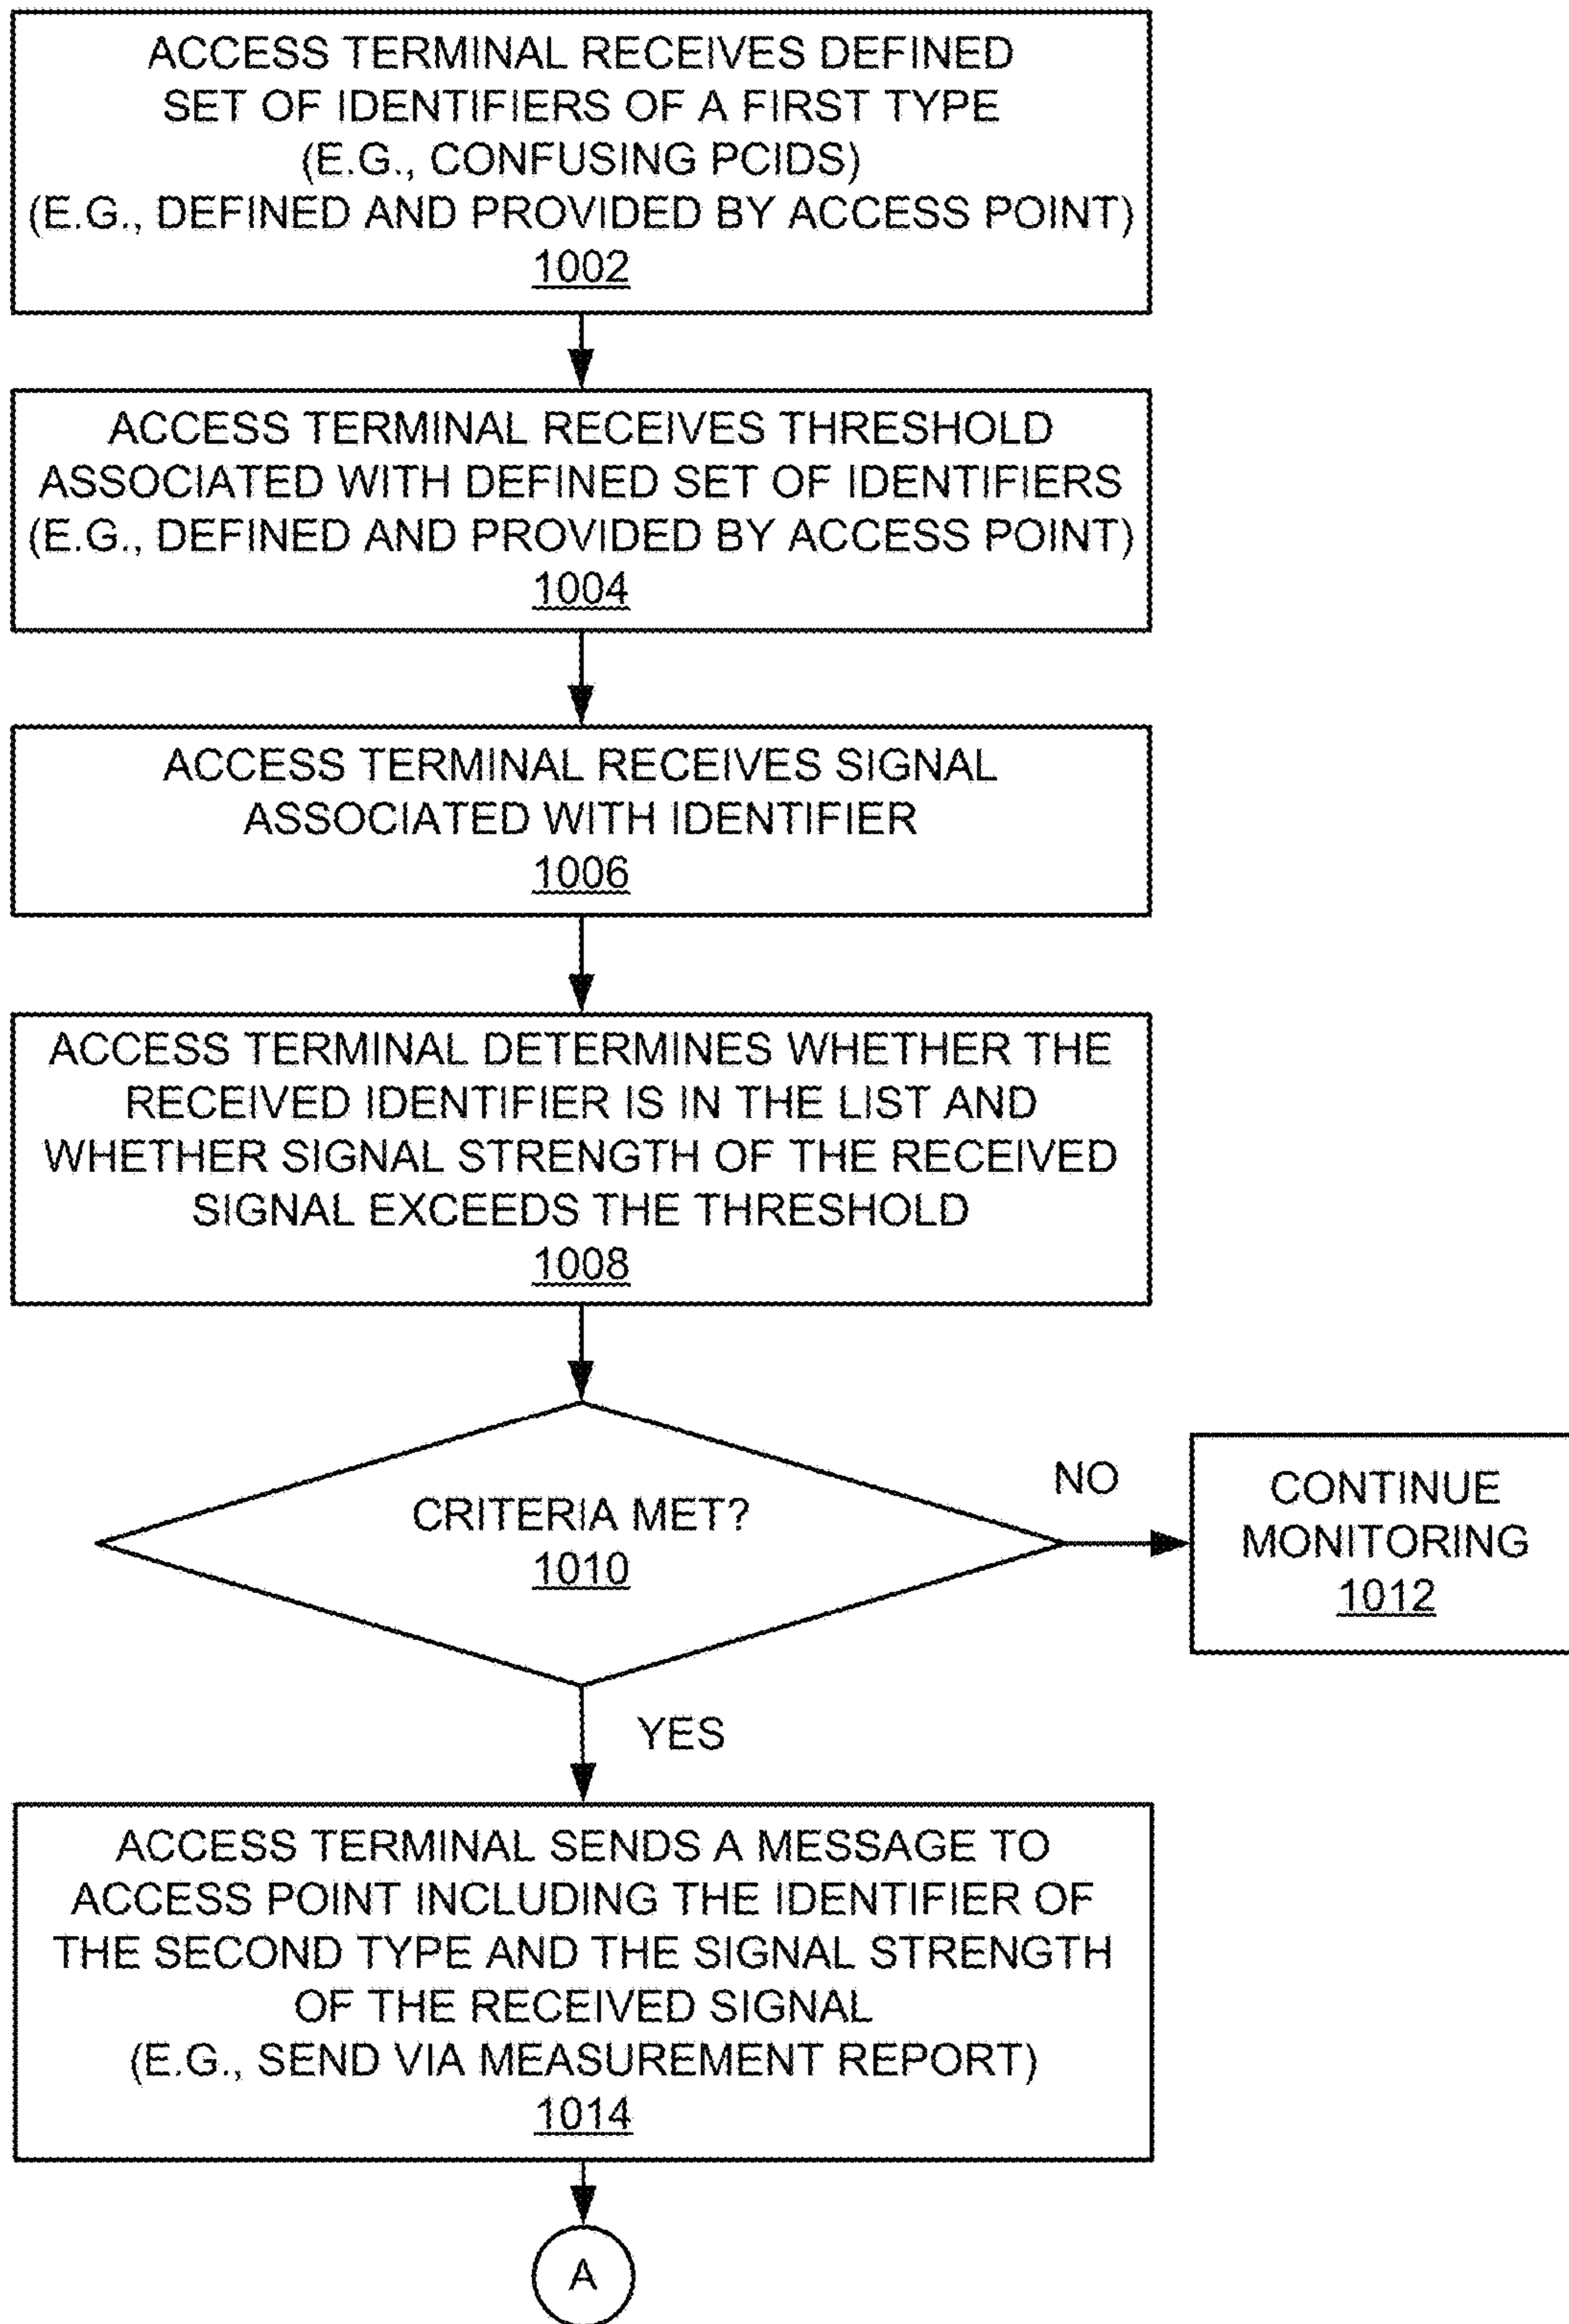 ACCESS TERMINAL RECEIVES DEFINED
SET OF IDENTIFIERS OF A FIRST TYPE
(E.G., CONFUSING PCIDS)
(E.G., DEFINED AND PROVIDED BY ACCESS POINT)
1002
ACCESS TERMINAL RECEIVES THRESHOLD
ASSOCIATED WITH DEFINED SET OF IDENTIFIERS
(E.G., DEFINED AND PROVIDED BY ACCESS POINT)
1004
ACCESS TERMINAL RECEIVES SIGNAL
ASSOCIATED WITH IDENTIFIER
1006
ACCESS TERMINAL DETERMINES WHETHER THE
RECEIVED IDENTIFIER IS IN THE LIST AND
WHETHER SIGNAL STRENGTH OF THE RECEIVED
SIGNAL EXCEEDS THE THRESHOLD
1008
CRITERIA MET?
1010
NO
CONTINUE
MONITORING
1012
YES
ACCESS TERMINAL SENDS A MESSAGE TO
ACCESS POINT INCLUDING THE IDENTIFIER OF
THE SECOND TYPE AND THE SIGNAL STRENGTH
OF THE RECEIVED SIGNAL
(E.G., SEND VIA MEASUREMENT REPORT)
1014
A